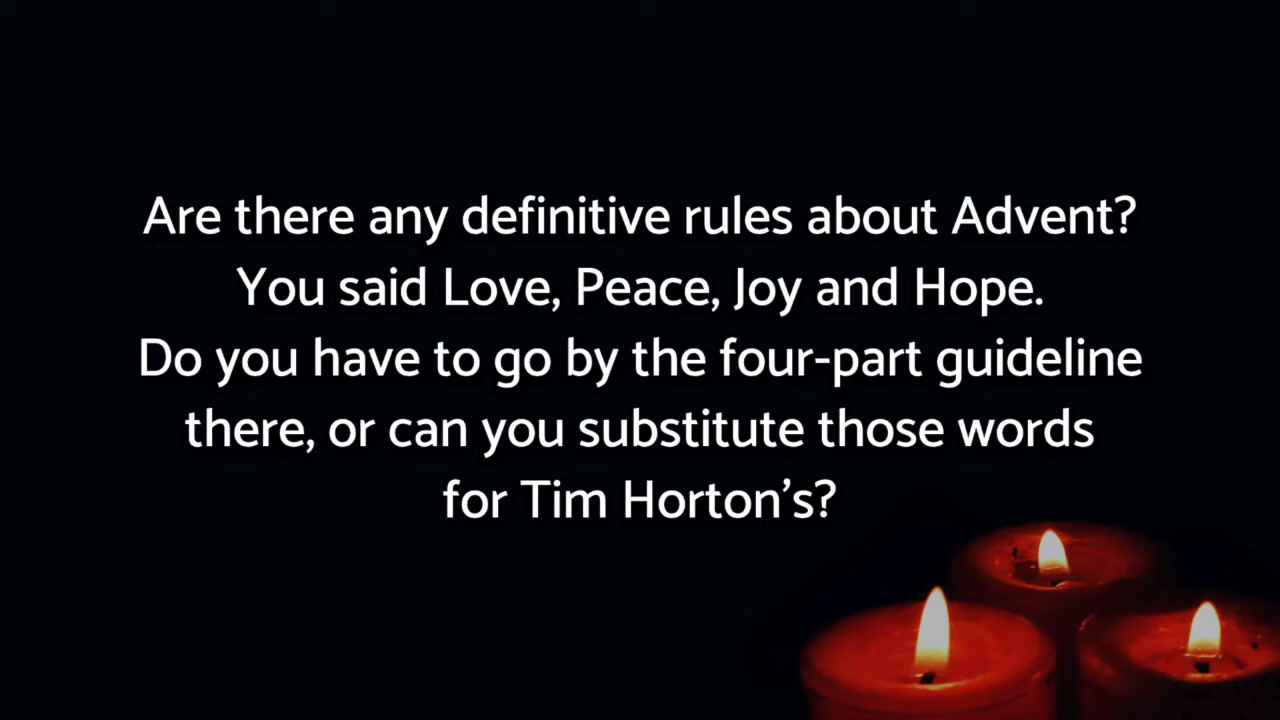 Are there any definitive rules about Advent?
You said Love, Peace, Joy and Hope.
Do you have to go by the four-part guideline
there, or can you substitute those words
for Tim Horton’s?